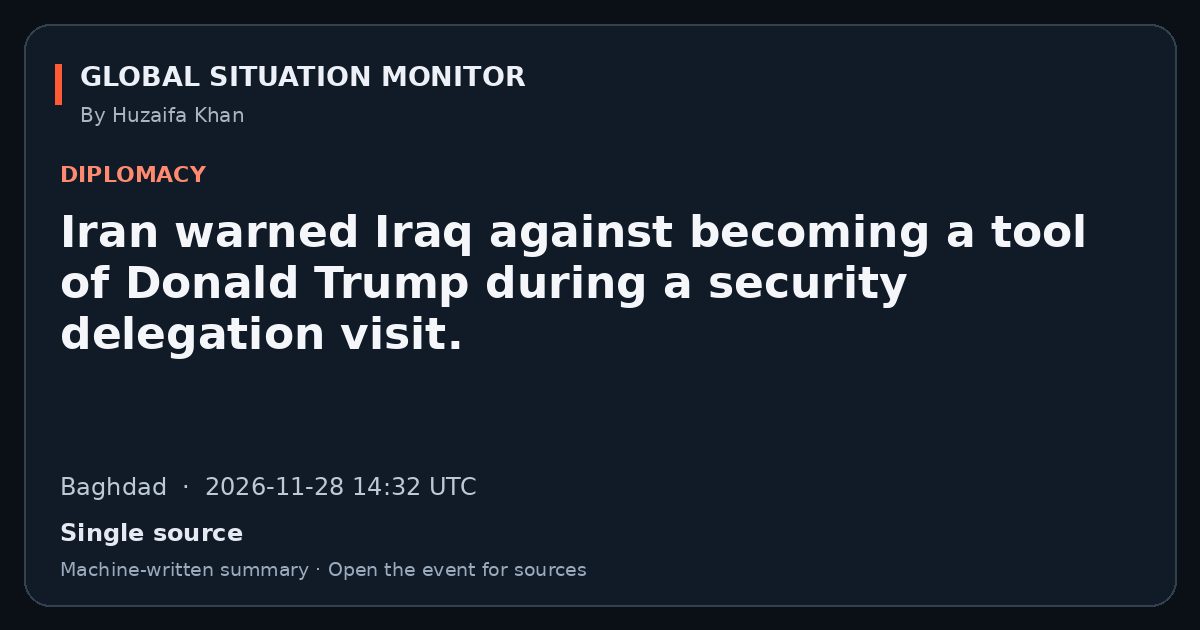 GLOBAL SITUATION MONITOR
By Huzaifa Khan
DIPLOMACY
Iran warned Iraq against becoming a tool
of Donald Trump during a security
delegation visit.
Baghdad · 2026-11-28 14:32 UTC
Single source
Machine-written summary · Open the event for sources